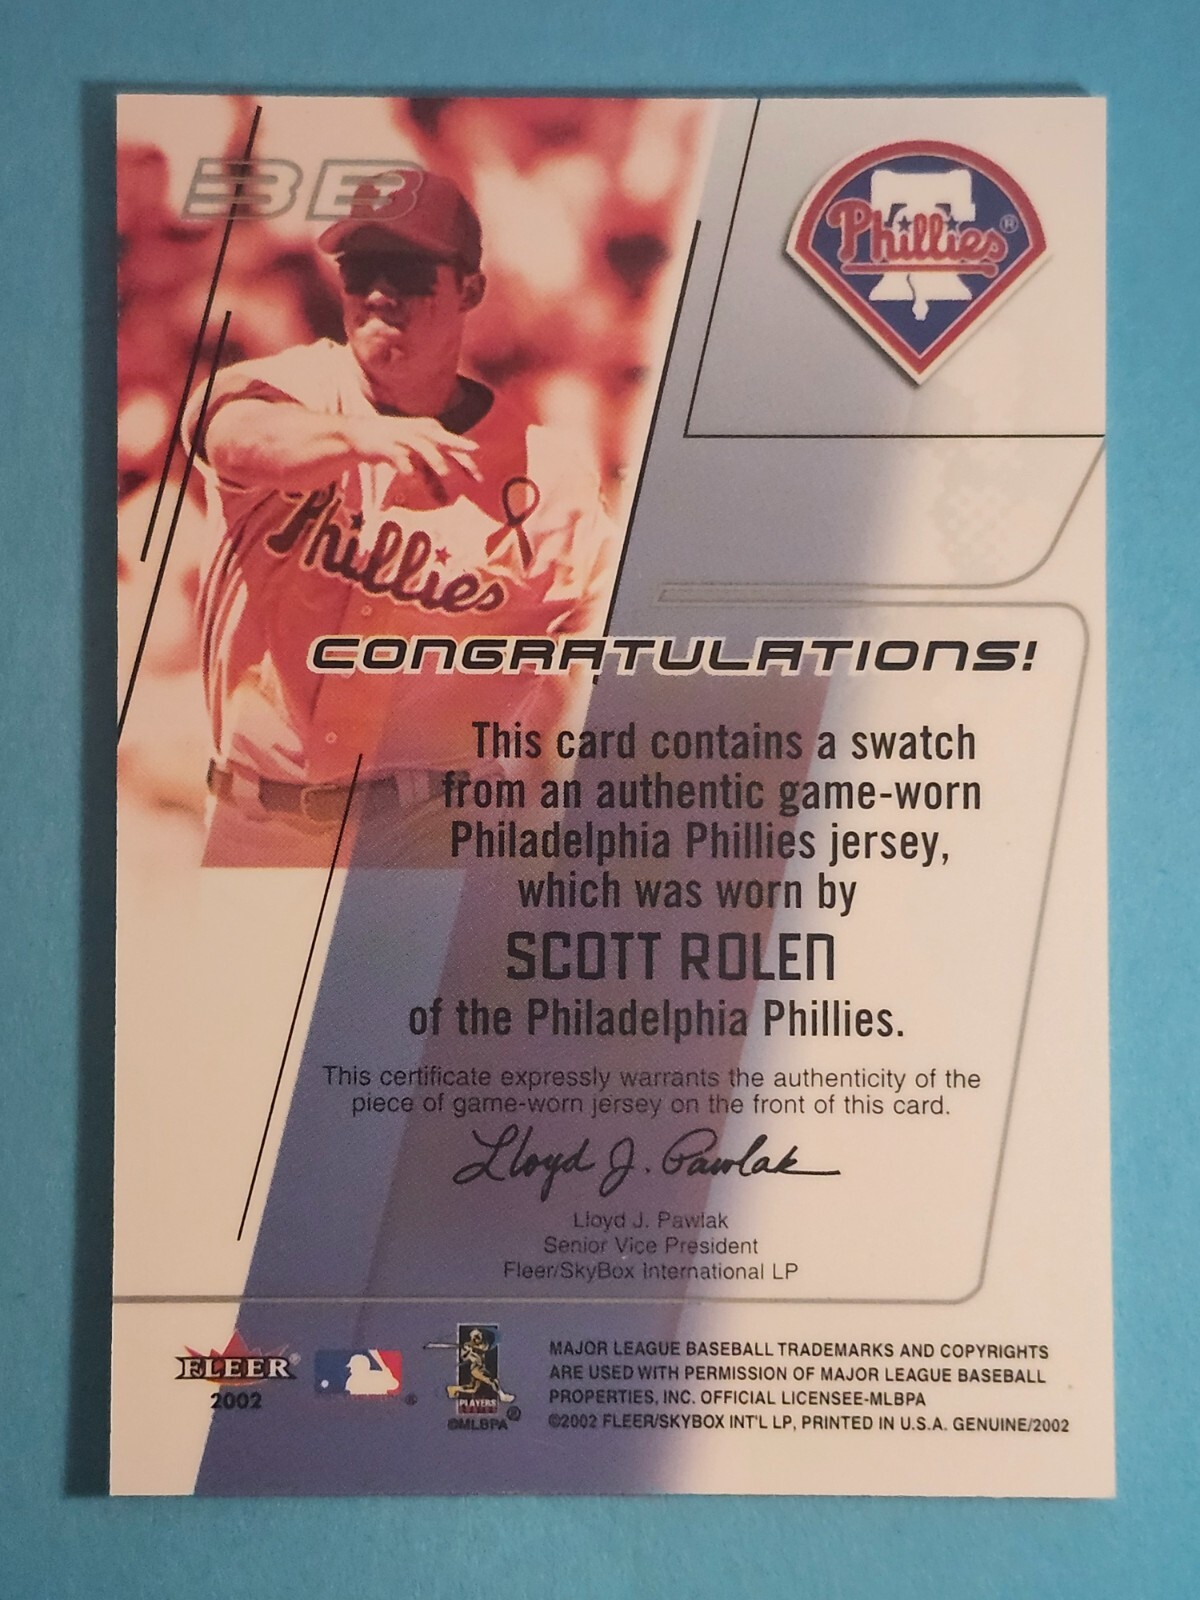 3B
Phillies®
Phillies
CONGRATULATIONS!
This card contains a swatch
from an authentic game-worn
Philadelphia Phillies jersey,
which was worn by
SCOTT ROLEN
of the Philadelphia Phillies.
This certificate expressly warrants the authenticity of the
piece of game-worn jersey on the front of this card.
Lloyd J. Pawlak
Lloyd J. Pawlak
Senior Vice President
Fleer/SkyBox International LP
FLEER®
2002
®
PLAYERS
©MLBPA®
MAJOR LEAGUE BASEBALL TRADEMARKS AND COPYRIGHTS
ARE USED WITH PERMISSION OF MAJOR LEAGUE BASEBALL
PROPERTIES, INC. OFFICIAL LICENSEE-MLBPA
©2002 FLEER/SKYBOX INT'L LP, PRINTED IN U.S.A. GENUINE/2002